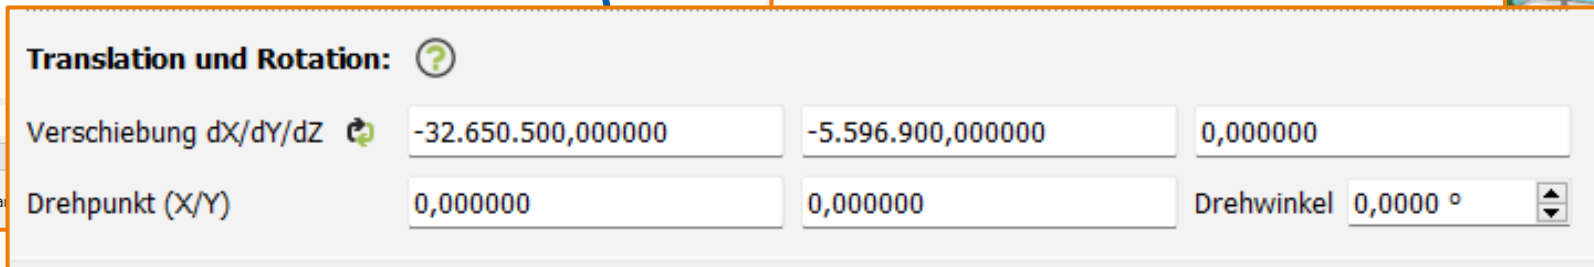 Translation und Rotation: ?
Verschiebung dX/dY/dZ -32.650.500,000000 -5.596.900,000000 0,000000
Drehpunkt (X/Y) 0,000000 0,000000 Drehwinkel 0,0000 °